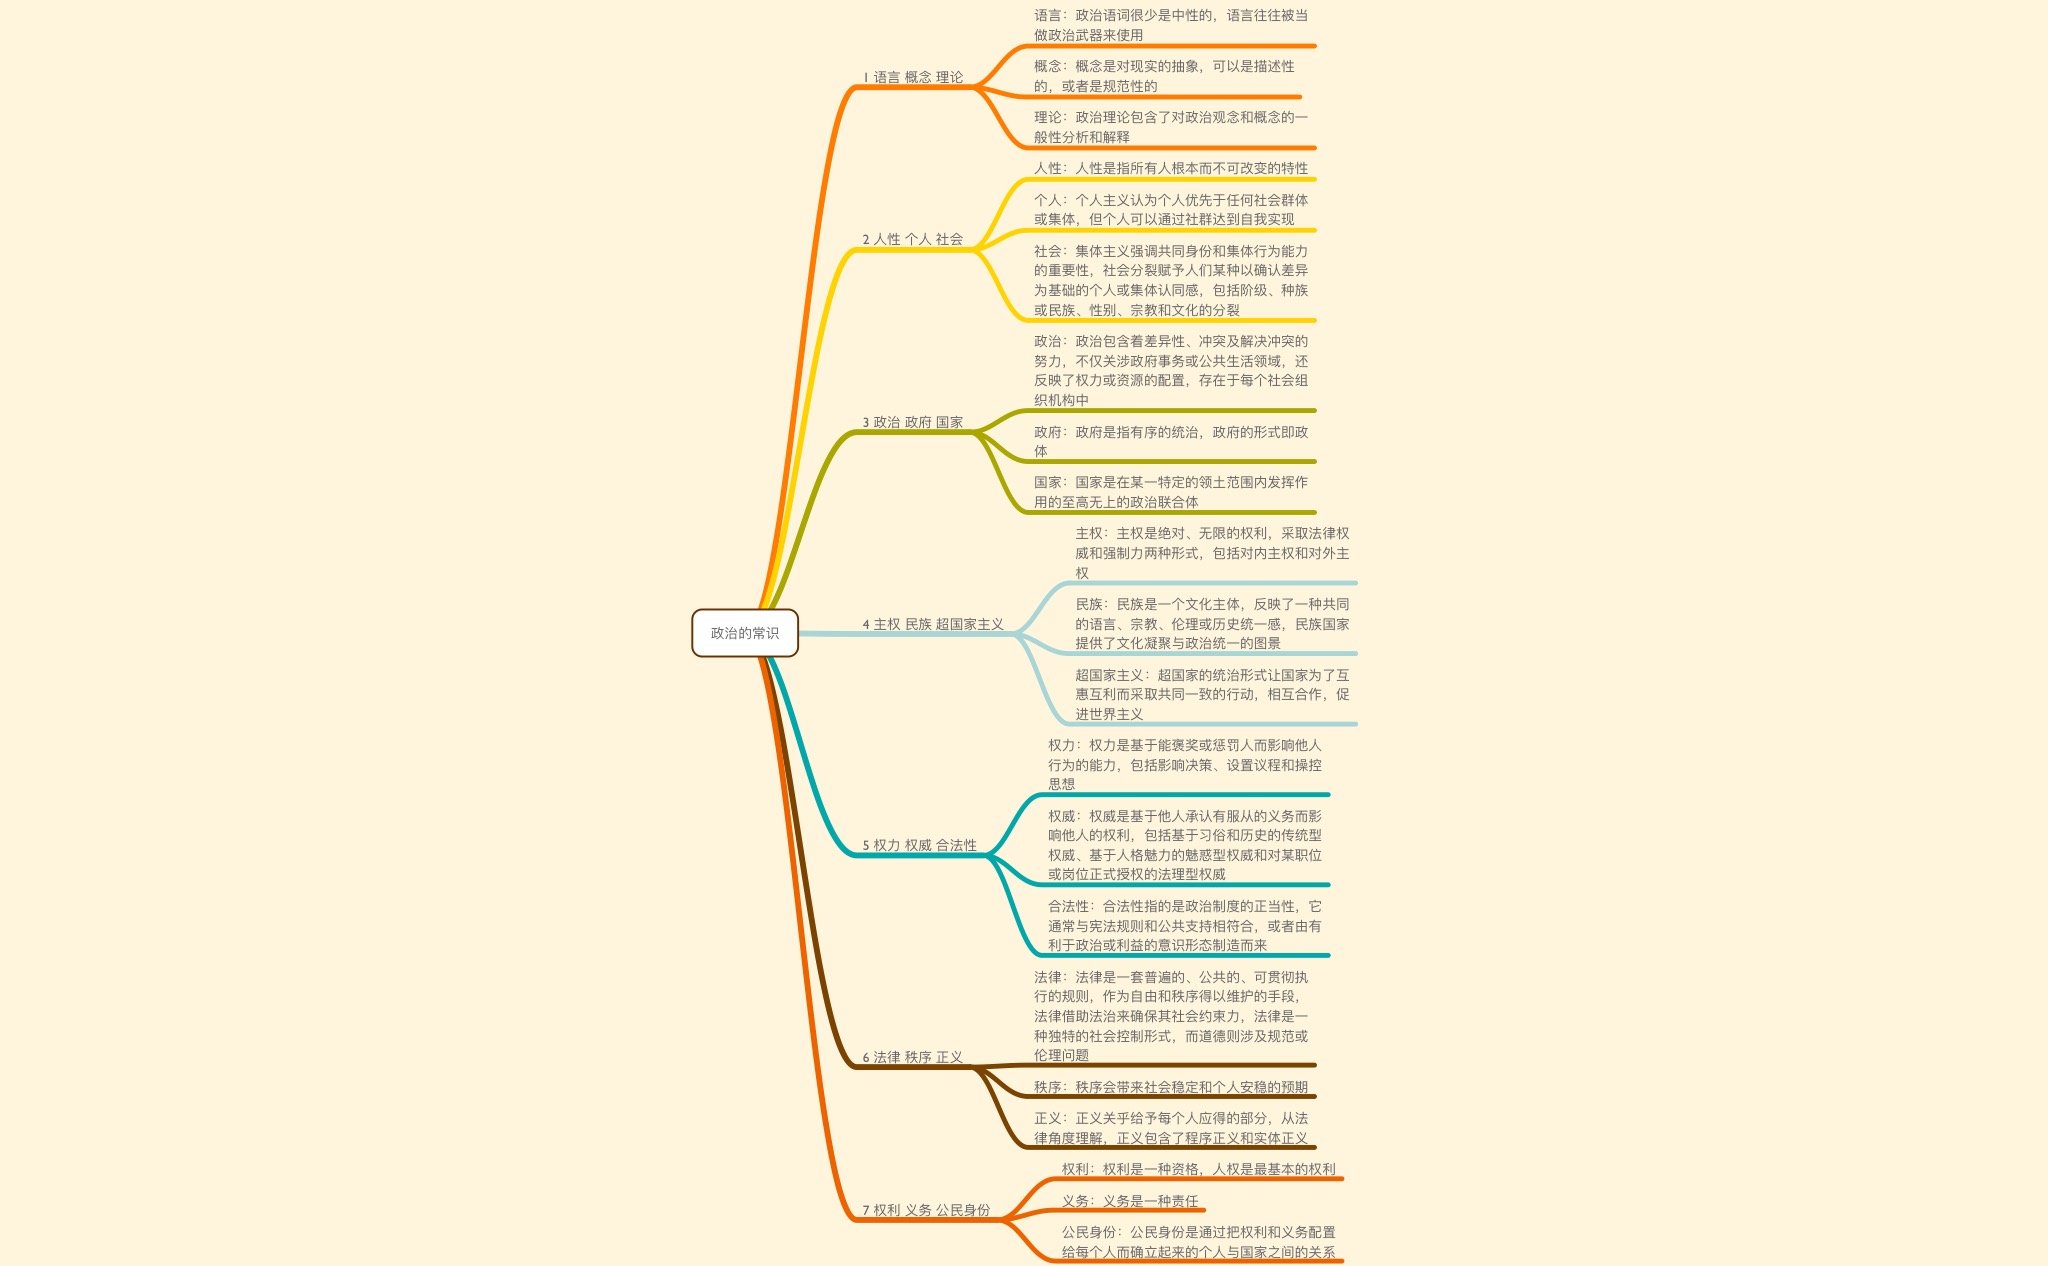 语言：政治语词很少是中性的，语言往往被当
做政治武器来使用
1 语言 概念 理论
概念：概念是对现实的抽象，可以是描述性
的，或者是规范性的
理论：政治理论包含了对政治观念和概念的一
般性分析和解释
人性：人性是指所有人根本而不可改变的特性
个人：个人主义认为个人优先于任何社会群体
或集体，但个人可以通过社群达到自我实现
2 人性 个人 社会
社会：集体主义强调共同身份和集体行为能力
的重要性，社会分裂赋予人们某种以确认差异
为基础的个人或集体认同感，包括阶级、种族
或民族、性别、宗教和文化的分裂
政治：政治包含着差异性、冲突及解决冲突的
努力，不仅关涉政府事务或公共生活领域，还
反映了权力或资源的配置，存在于每个社会组
织机构中
3 政治 政府 国家
政府：政府是指有序的统治，政府的形式即政
体
国家：国家是在某一特定的领土范围内发挥作
用的至高无上的政治联合体
主权：主权是绝对、无限的权利，采取法律权
威和强制力两种形式，包括对内主权和对外主
权
政治的常识
4 主权 民族 超国家主义
民族：民族是一个文化主体，反映了一种共同
的语言、宗教、伦理或历史统一感，民族国家
提供了文化凝聚与政治统一的图景
超国家主义：超国家的统治形式让国家为了互
惠互利而采取共同一致的行动，相互合作，促
进世界主义
权力：权力是基于能褒奖或惩罚人而影响他人
行为的能力，包括影响决策、设置议程和操控
思想
5 权力 权威 合法性
权威：权威是基于他人承认有服从的义务而影
响他人的权利，包括基于习俗和历史的传统型
权威、基于人格魅力的魅惑型权威和对某职位
或岗位正式授权的法理型权威
合法性：合法性指的是政治制度的正当性，它
通常与宪法规则和公共支持相符合，或者由有
利于政治或利益的意识形态制造而来
法律：法律是一套普遍的、公共的、可贯彻执
行的规则，作为自由和秩序得以维护的手段，
法律借助法治来确保其社会约束力，法律是一
种独特的社会控制形式，而道德则涉及规范或
伦理问题
6 法律 秩序 正义
秩序：秩序会带来社会稳定和个人安稳的预期
正义：正义关乎给予每个人应得的部分，从法
律角度理解，正义包含了程序正义和实体正义
权利：权利是一种资格，人权是最基本的权利
7 权利 义务 公民身份
义务：义务是一种责任
公民身份：公民身份是通过把权利和义务配置
给每个人而确立起来的个人与国家之间的关系